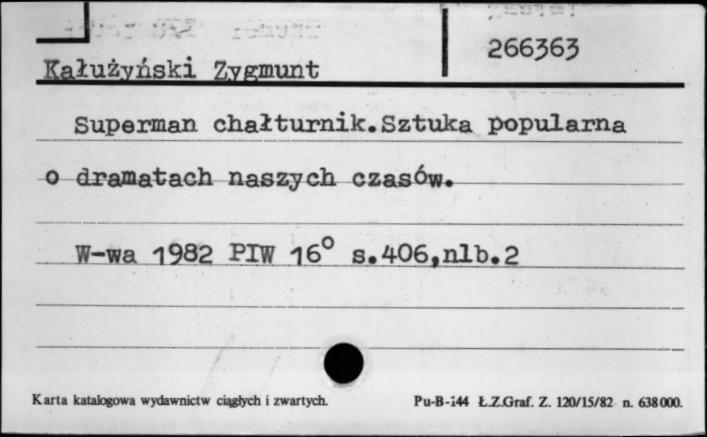 266363
Kałużyński Zygmunt
Superman chałturnik.Sztuka popularna
o dramatach naszych czasów.
W-wa 1982 PIW 16° s.406,nlb.2
Karta katalogowa wydawnictw ciągłych i zwartych.
Pu-B-144 Ł.Z.Graf. Z. 120/15/82 n. 638000.